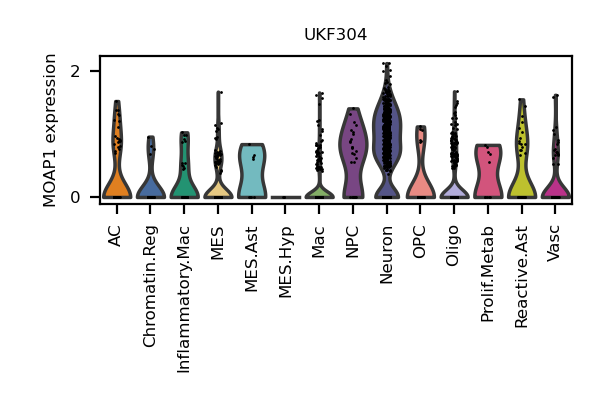 UKF304
MOAP1 expression
2
0
AC
Chromatin.Reg
Inflammatory.Mac
MES
MES.Ast
MES.Hyp
Mac
NPC
Neuron
OPC
Oligo
Prolif.Metab
Reactive.Ast
Vasc